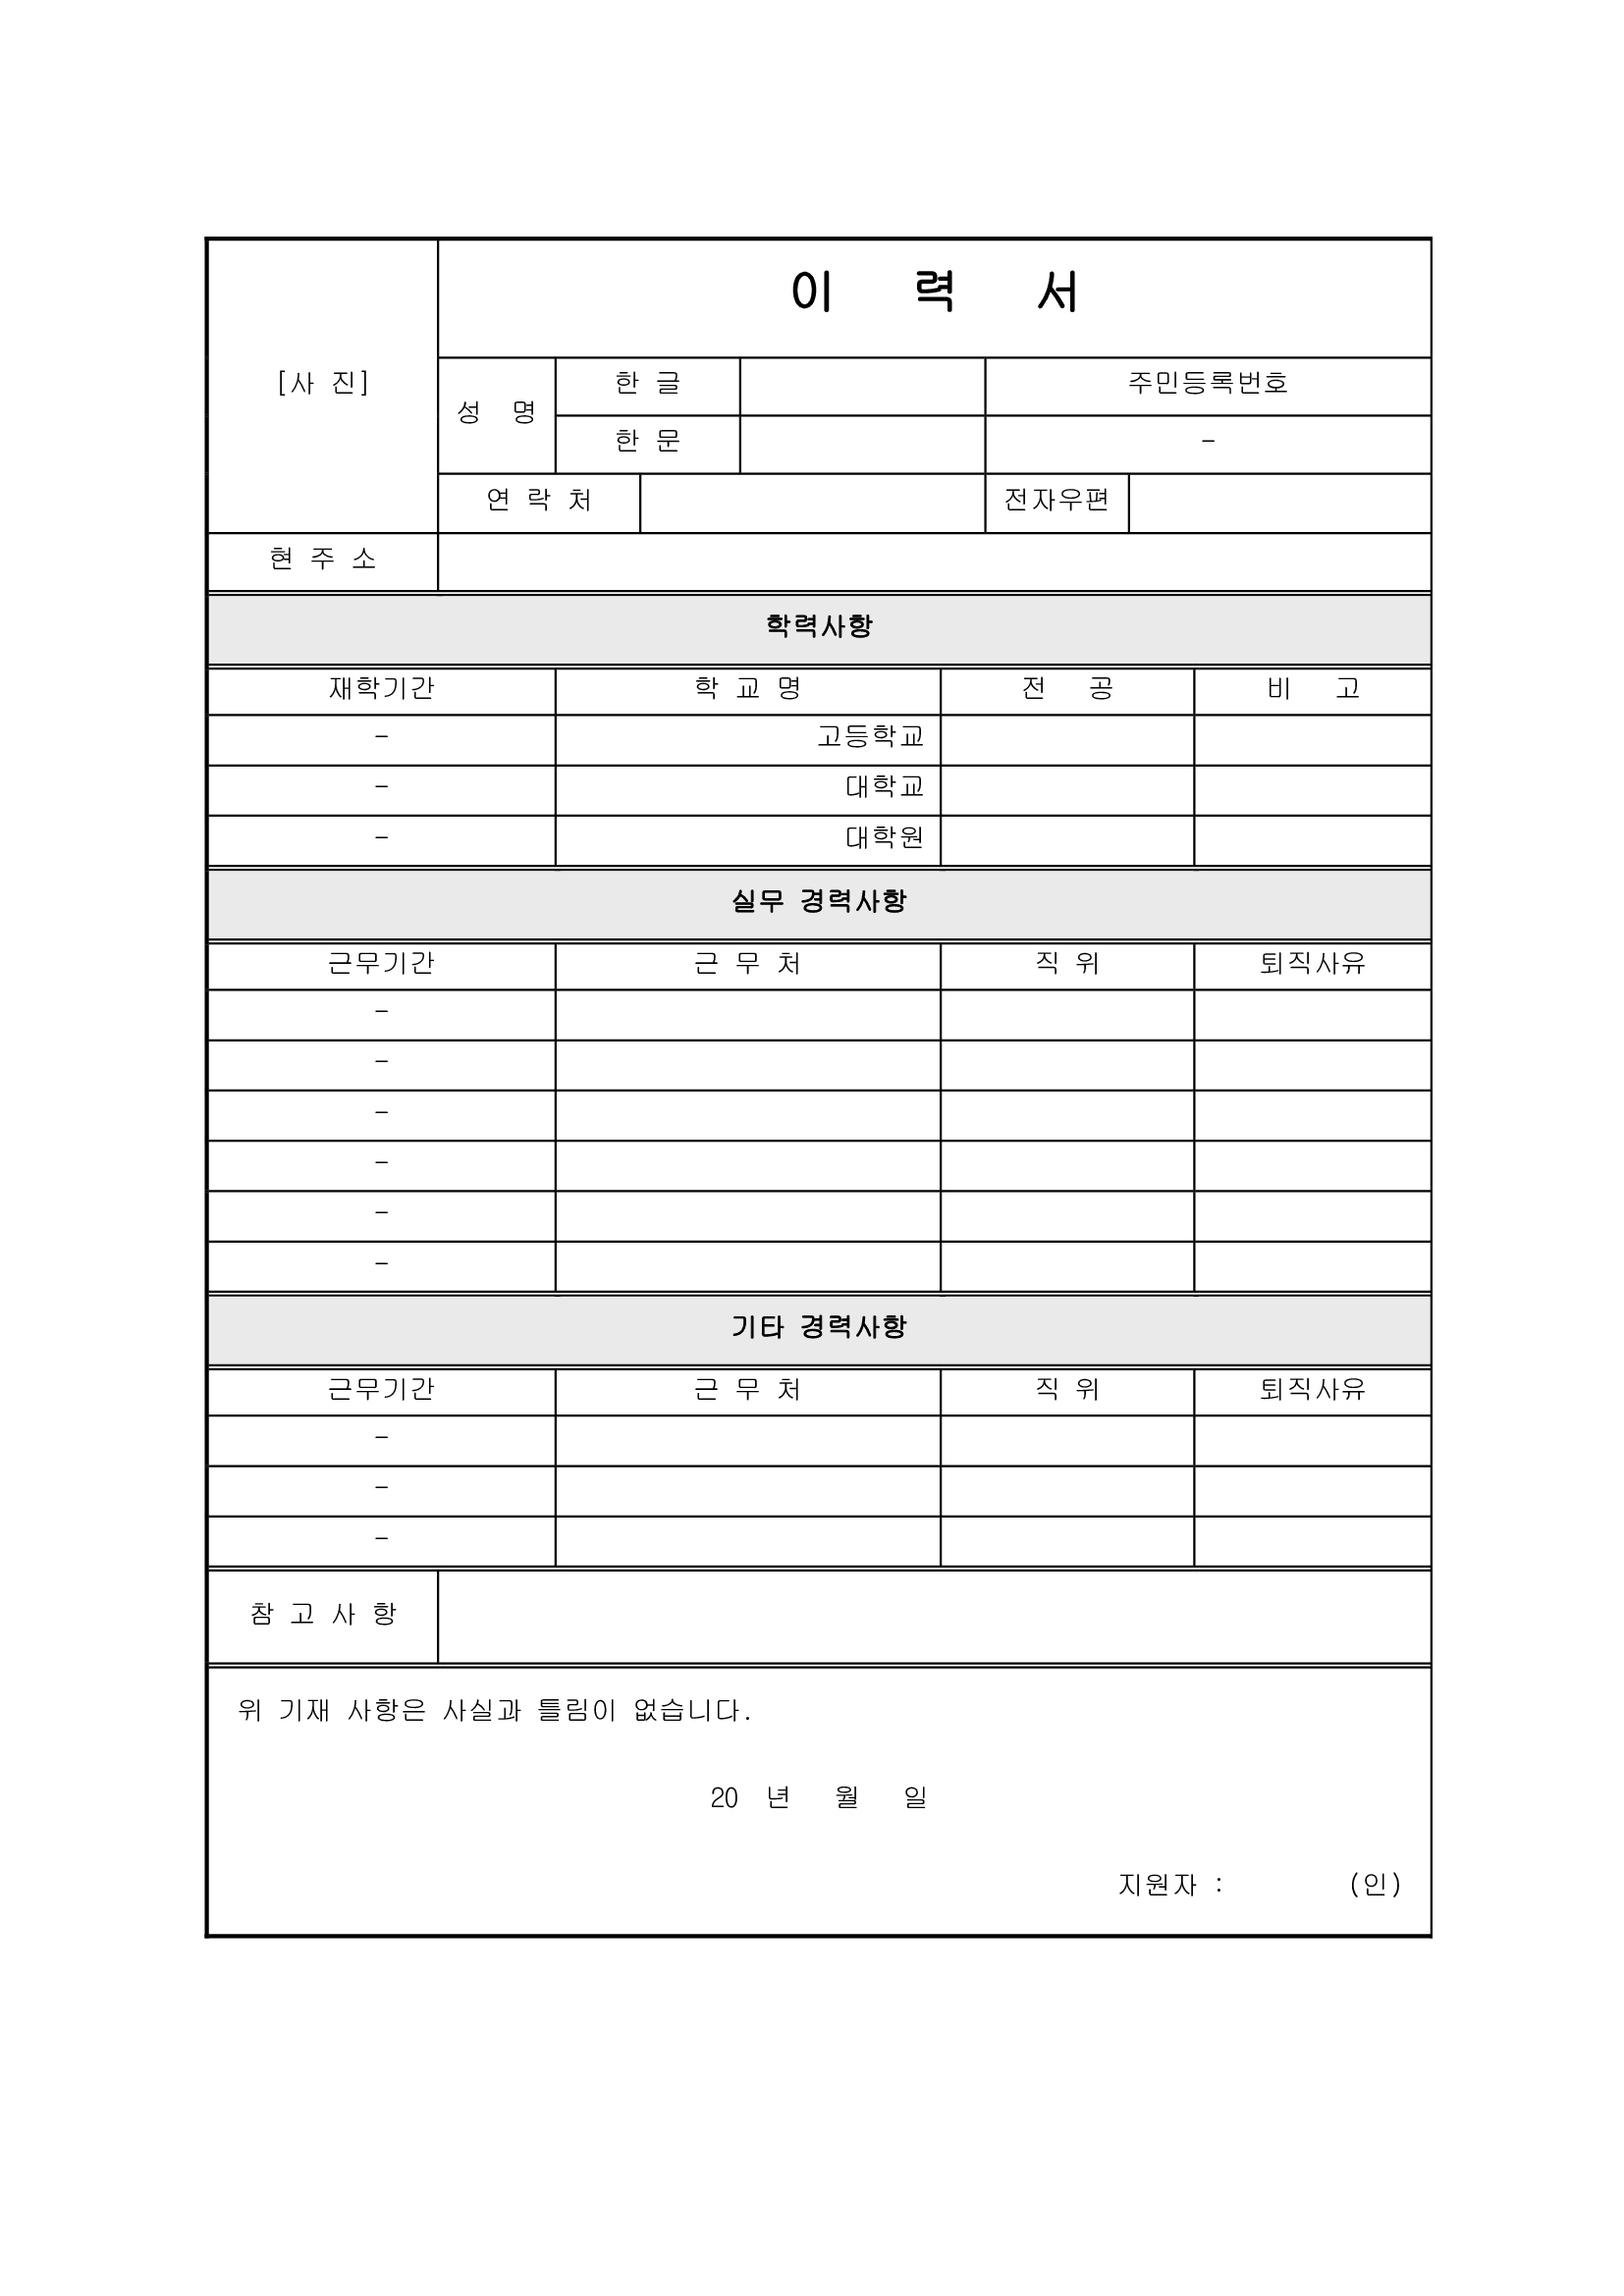 이 력 서
[사 진]
성 명
한 글
주민등록번호
한 문
-
연 락 처
전자우편
현 주 소
학력사항
재학기간 학 교 명 전 공 비 고
- 고등학교
- 대학교
- 대학원
실무 경력사항
근무기간 근 무 처 직 위 퇴직사유
-
-
-
-
-
-
기타 경력사항
근무기간 근 무 처 직 위 퇴직사유
-
-
-
참 고 사 항
위 기재 사항은 사실과 틀림이 없습니다.
20 년 월 일
지원자 : (인)